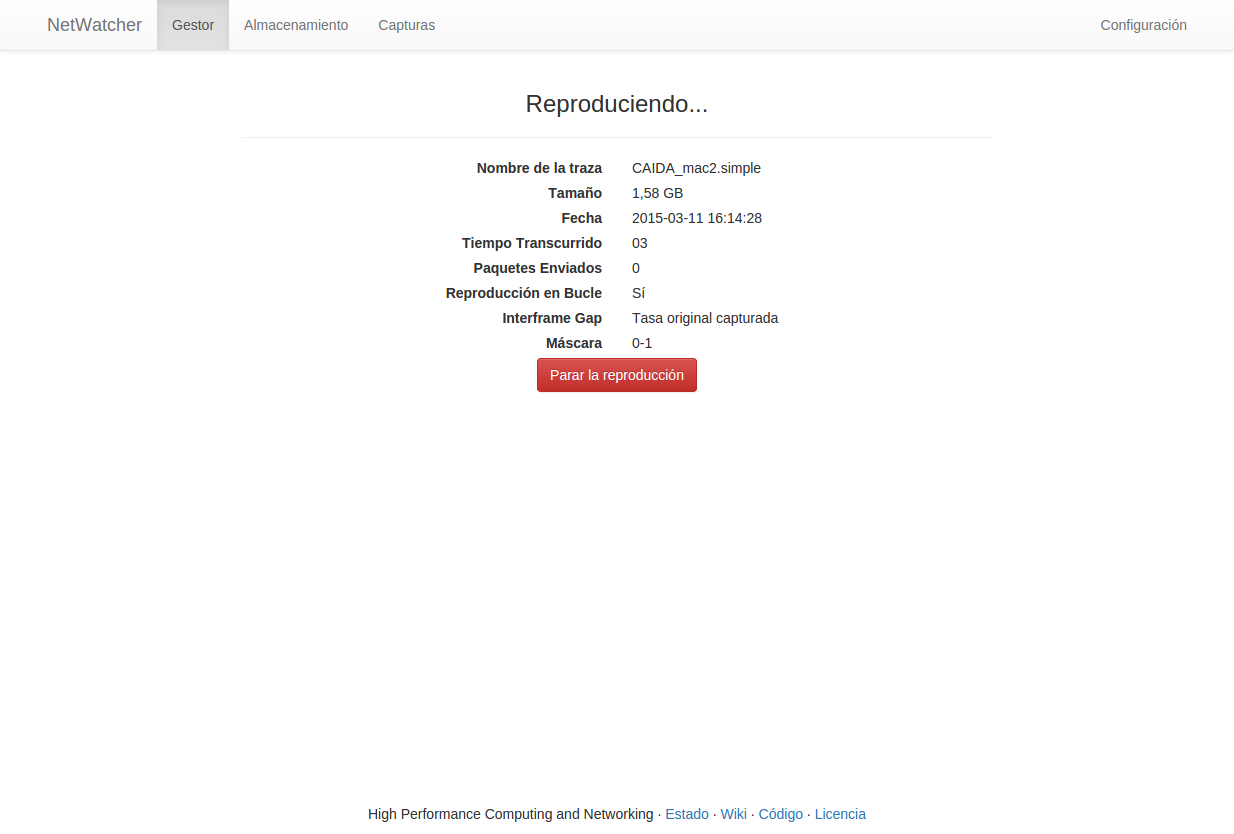 NetWatcher Gestor Almacenamiento Capturas Configuración
Reproduciendo...
Nombre de la traza CAIDA_mac2.simple
Tamaño 1,58 GB
Fecha 2015-03-11 16:14:28
Tiempo Transcurrido 03
Paquetes Enviados 0
Reproducción en Bucle Sí
Interframe Gap Tasa original capturada
Máscara 0-1
Parar la reproducción
High Performance Computing and Networking · Estado · Wiki · Código · Licencia